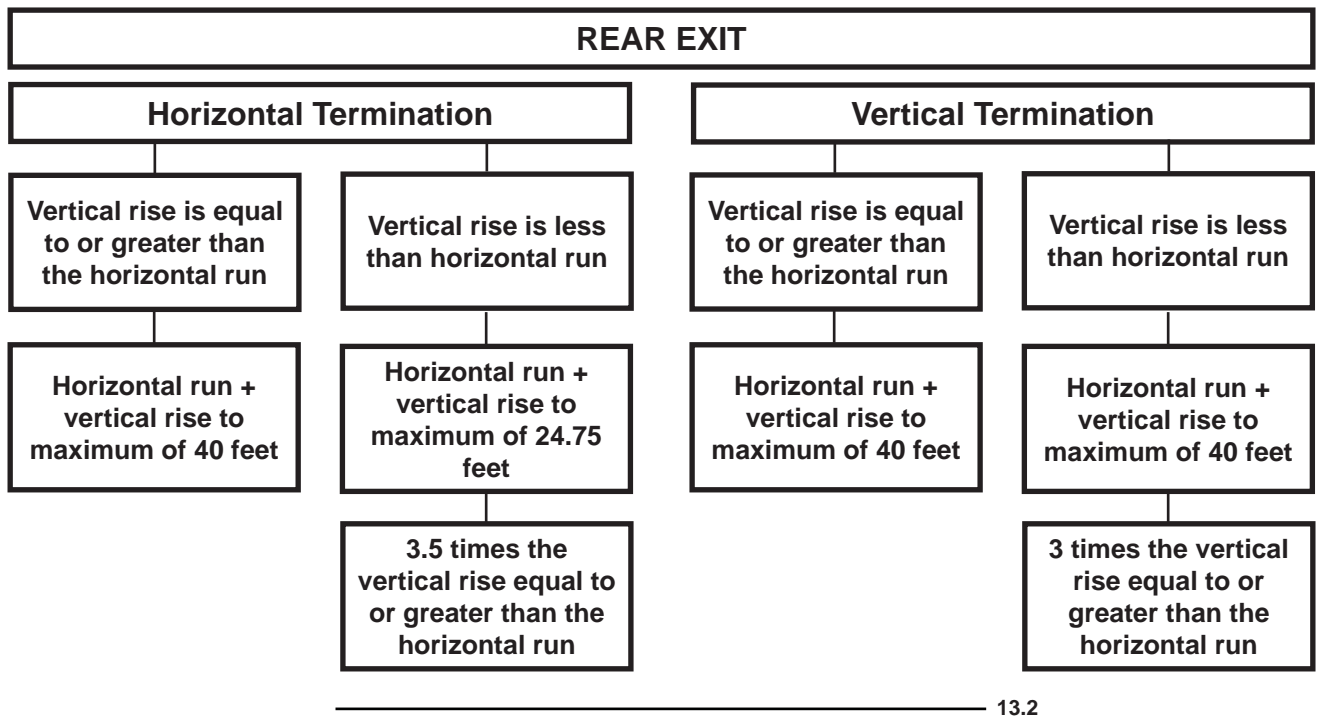 REAR EXIT
Horizontal Termination
Vertical rise is equal
to or greater than
the horizontal run
Horizontal run +
vertical rise to
maximum of 40 feet
Vertical rise is less
than horizontal run
Horizontal run +
vertical rise to
maximum of 24.75
feet
3.5 times the
vertical rise equal to
or greater than the
horizontal run
Vertical Termination
Vertical rise is equal
to or greater than
the horizontal run
Horizontal run +
vertical rise to
maximum of 40 feet
Vertical rise is less
than horizontal run
Horizontal run +
vertical rise to
maximum of 40 feet
3 times the vertical
rise equal to or
greater than the
horizontal run
13.2